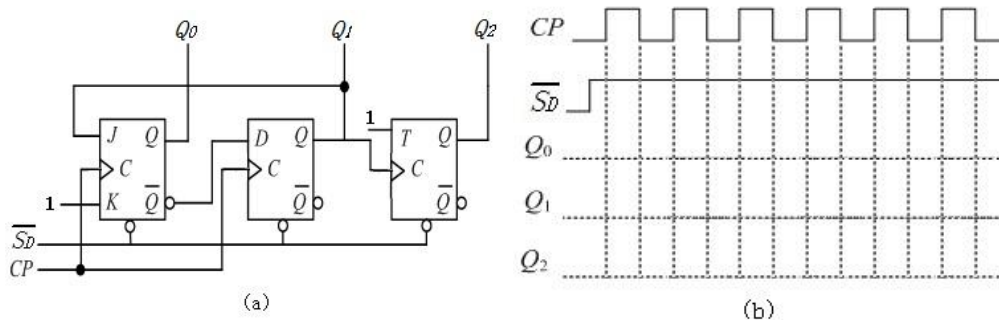 Q0 Q1 Q2
1
J Q D Q T Q
C C C
1 K Q̅ Q̅ Q̅
S̅D̅
CP
(a)
CP
S̅D̅
Q₀
Q₁
Q₂
(b)